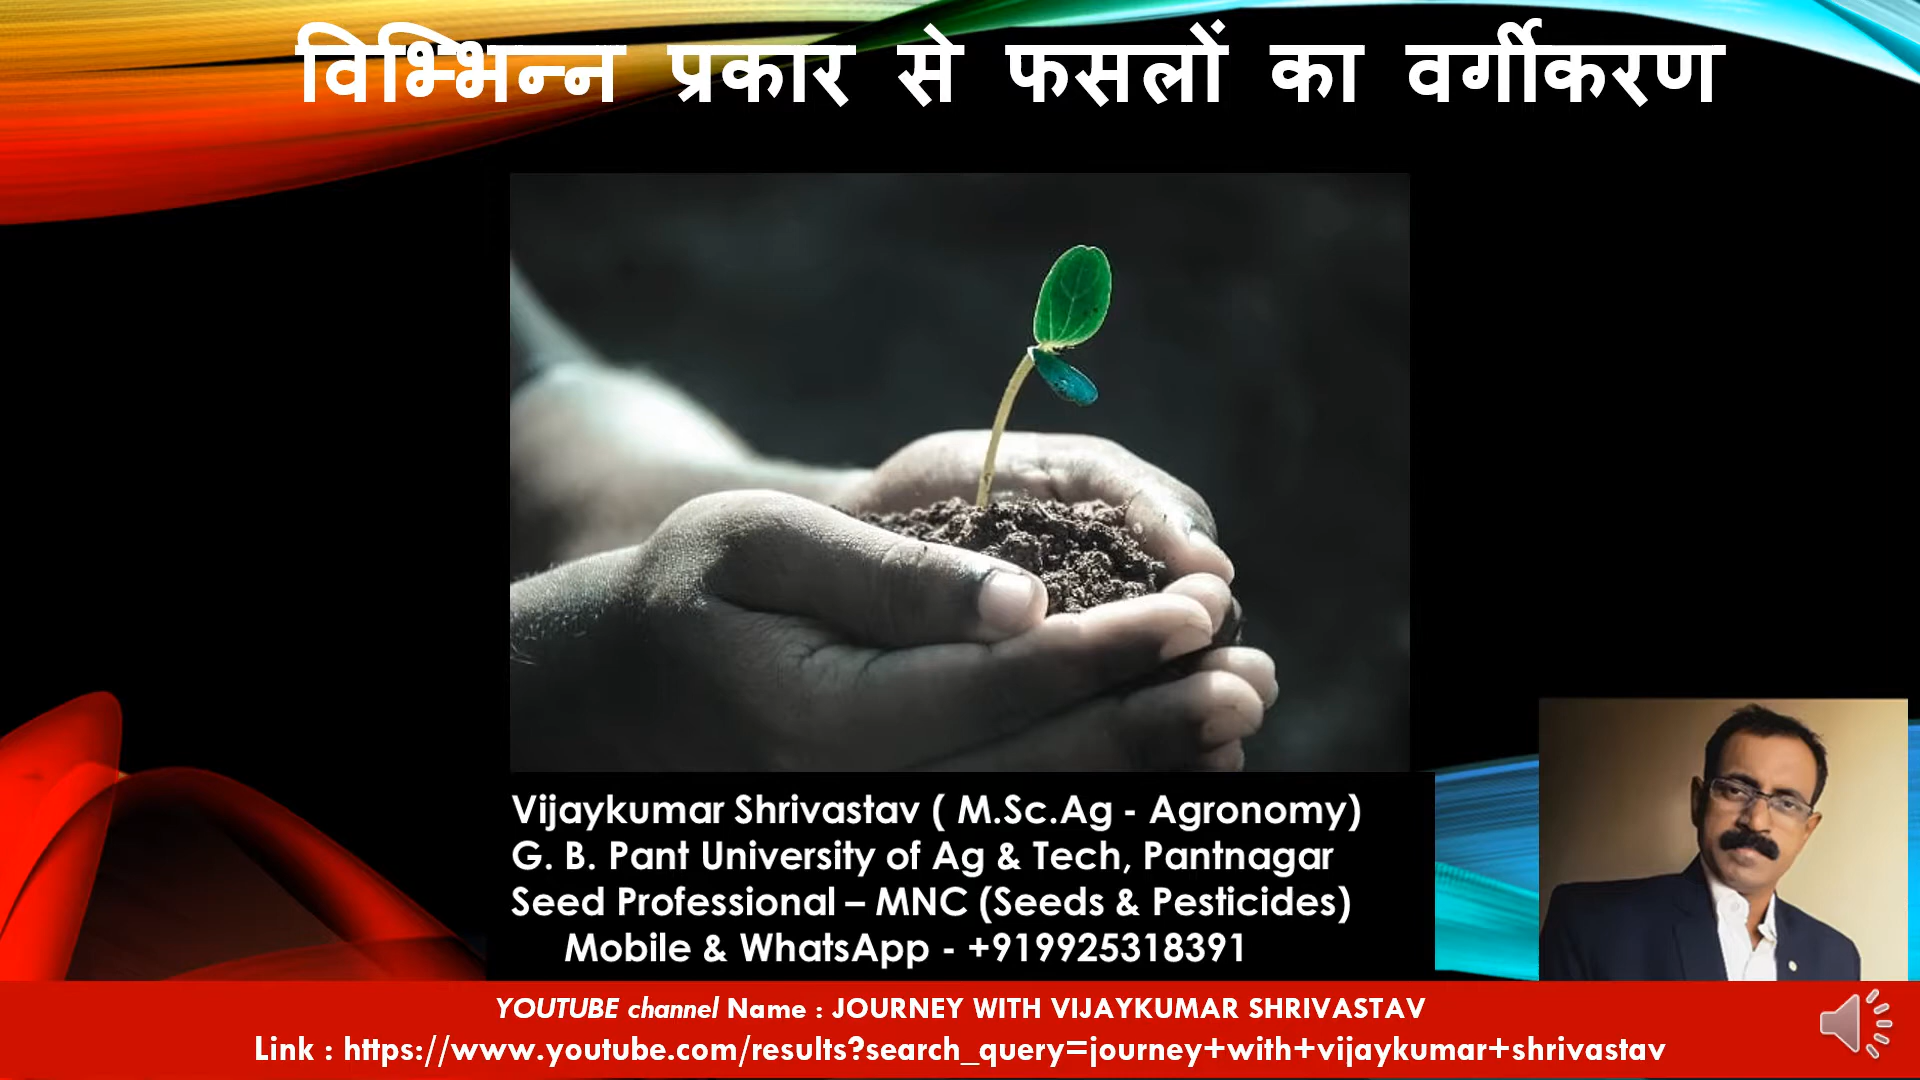 विभ्भिन्न प्रकार से फसलों का वर्गीकरण
Vijaykumar Shrivastav ( M.Sc.Ag - Agronomy)
G. B. Pant University of Ag & Tech, Pantnagar
Seed Professional – MNC (Seeds & Pesticides)
Mobile & WhatsApp - +919925318391
YOUTUBE channel Name : JOURNEY WITH VIJAYKUMAR SHRIVASTAV
Link : https://www.youtube.com/results?search_query=journey+with+vijaykumar+shrivastav